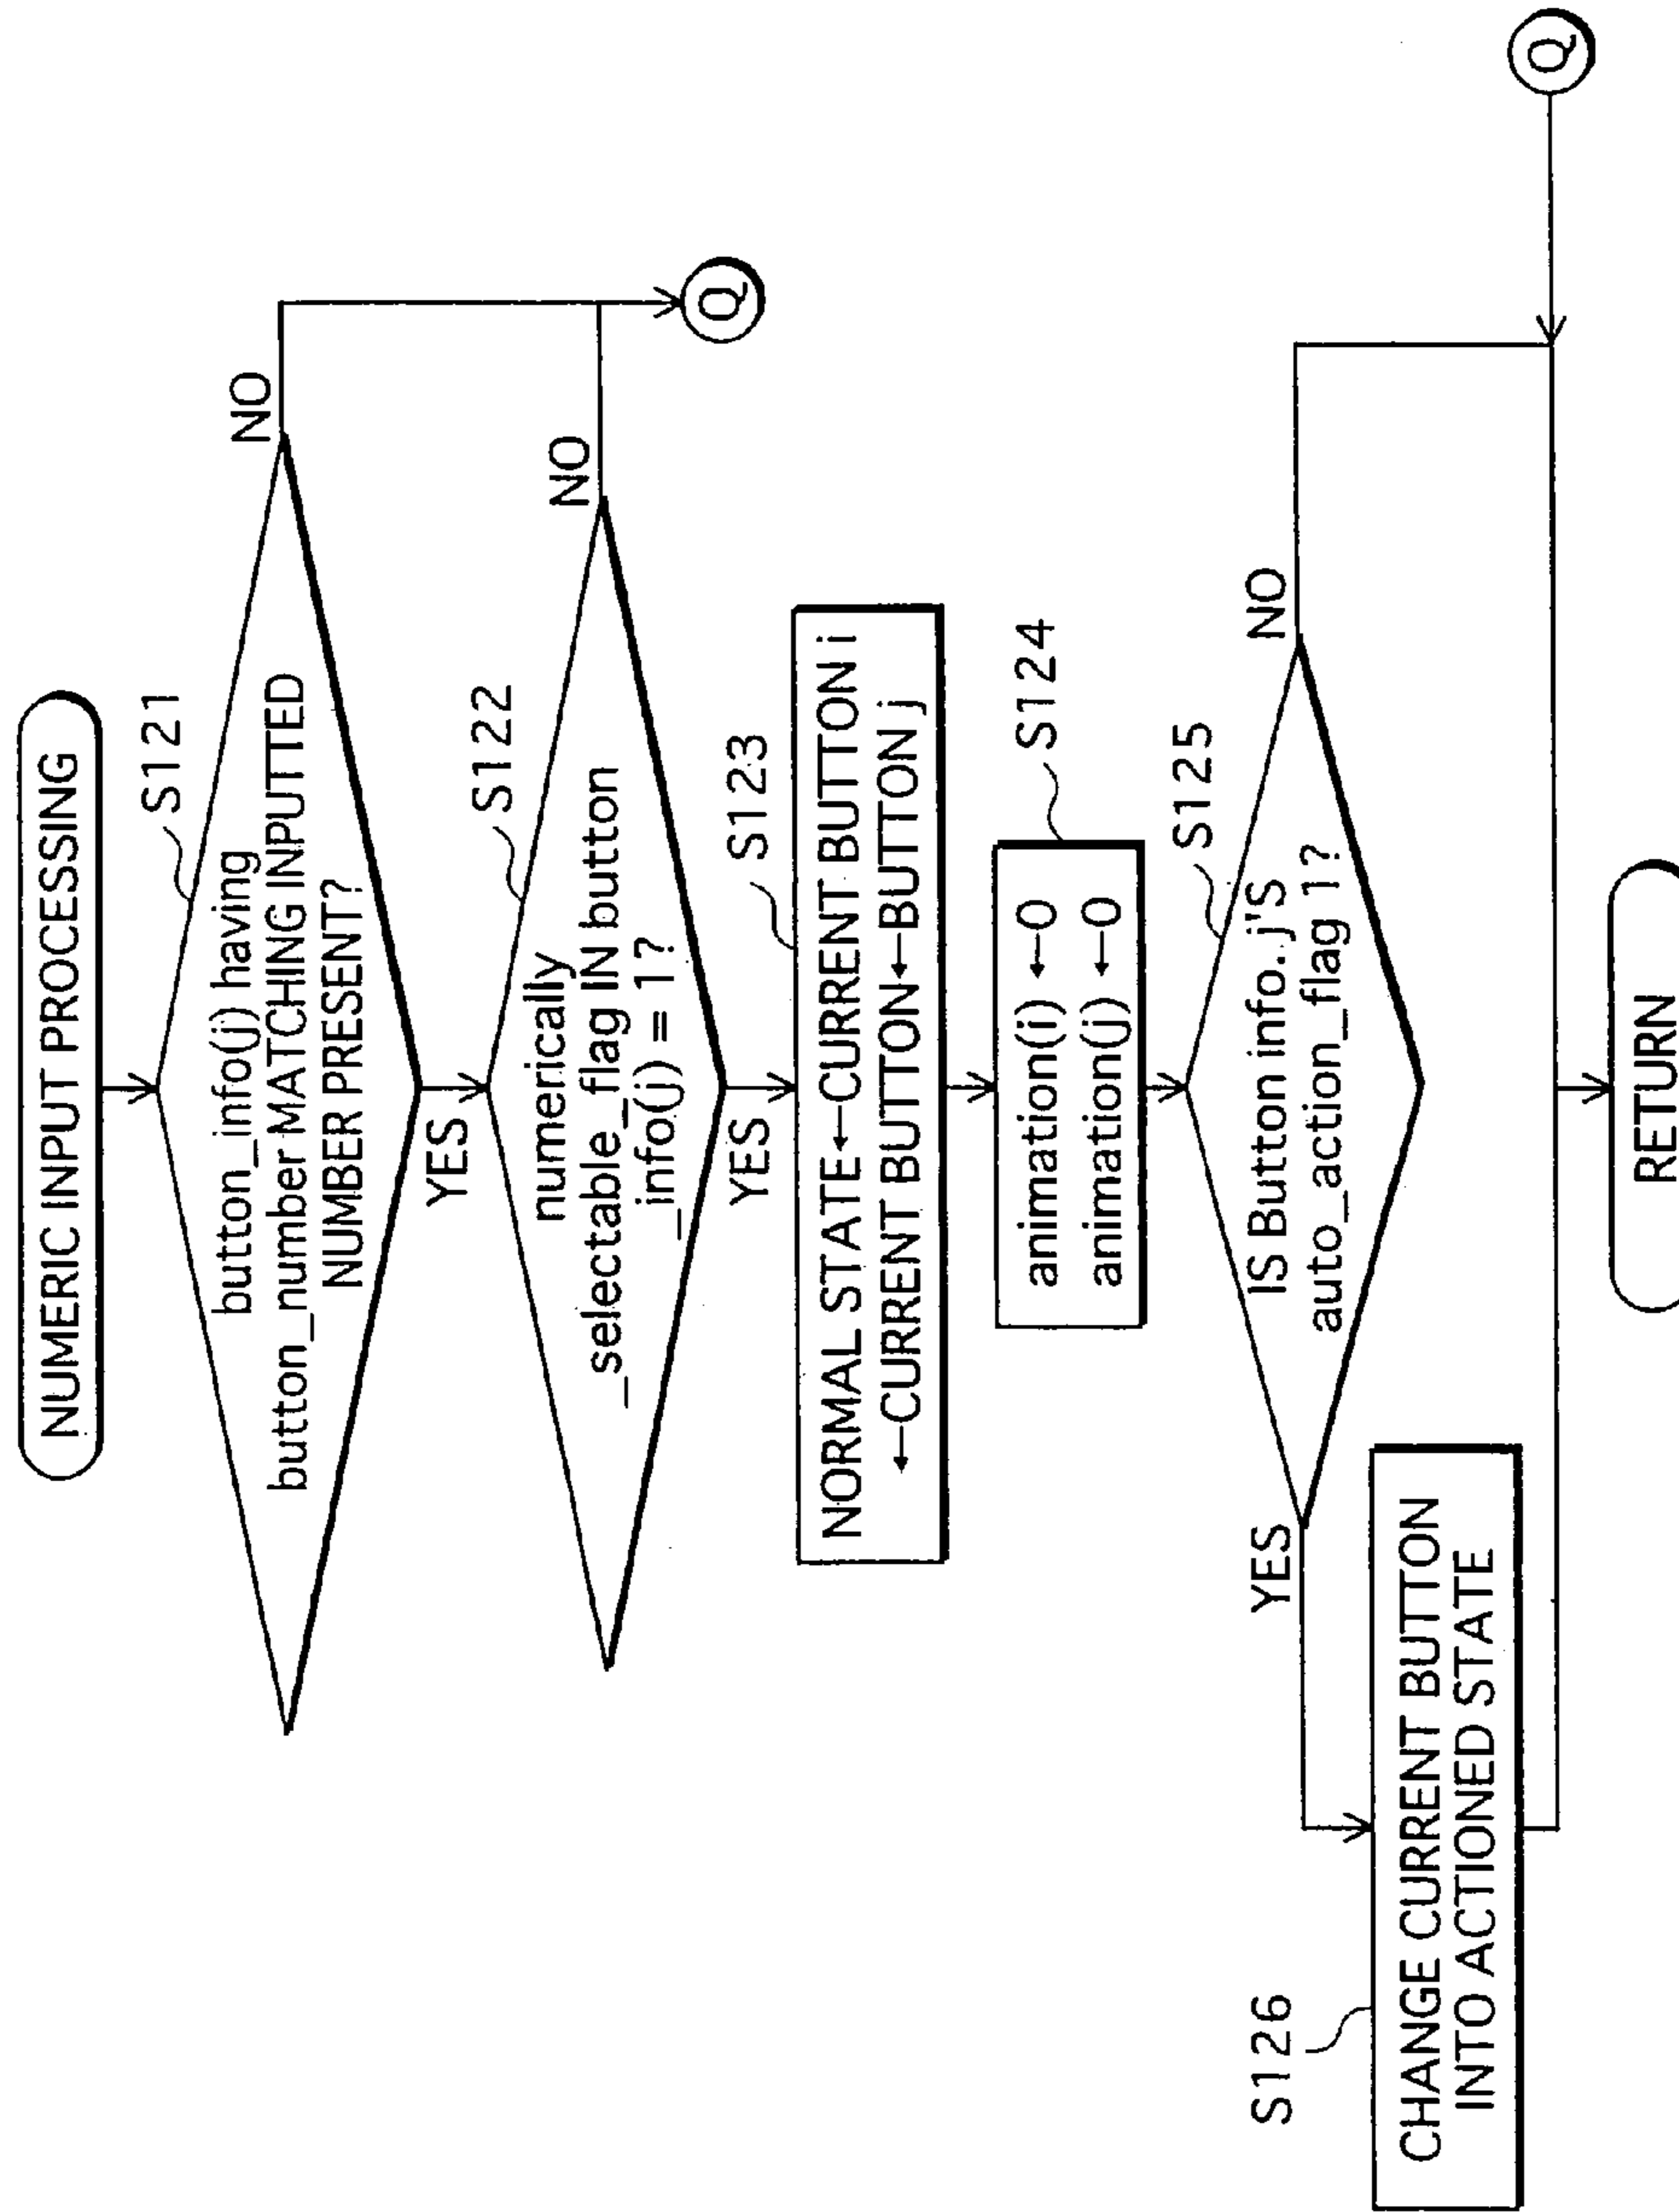 NUMERIC INPUT PROCESSING
S121
button_info(j) having
button_number MATCHING INPUTTED
NUMBER PRESENT?
NO
YES
S122
numerically
_selectable_flag IN button
_info(j) = 1?
NO
YES
Q
S123
NORMAL STATE←CURRENT BUTTON i
←CURRENT BUTTON←BUTTON j
S124
animation(i) ←0
animation(j) ←0
S125
IS Button info.j'S
auto_action_flag 1?
YES
NO
S126
CHANGE CURRENT BUTTON
INTO ACTIONED STATE
Q
RETURN